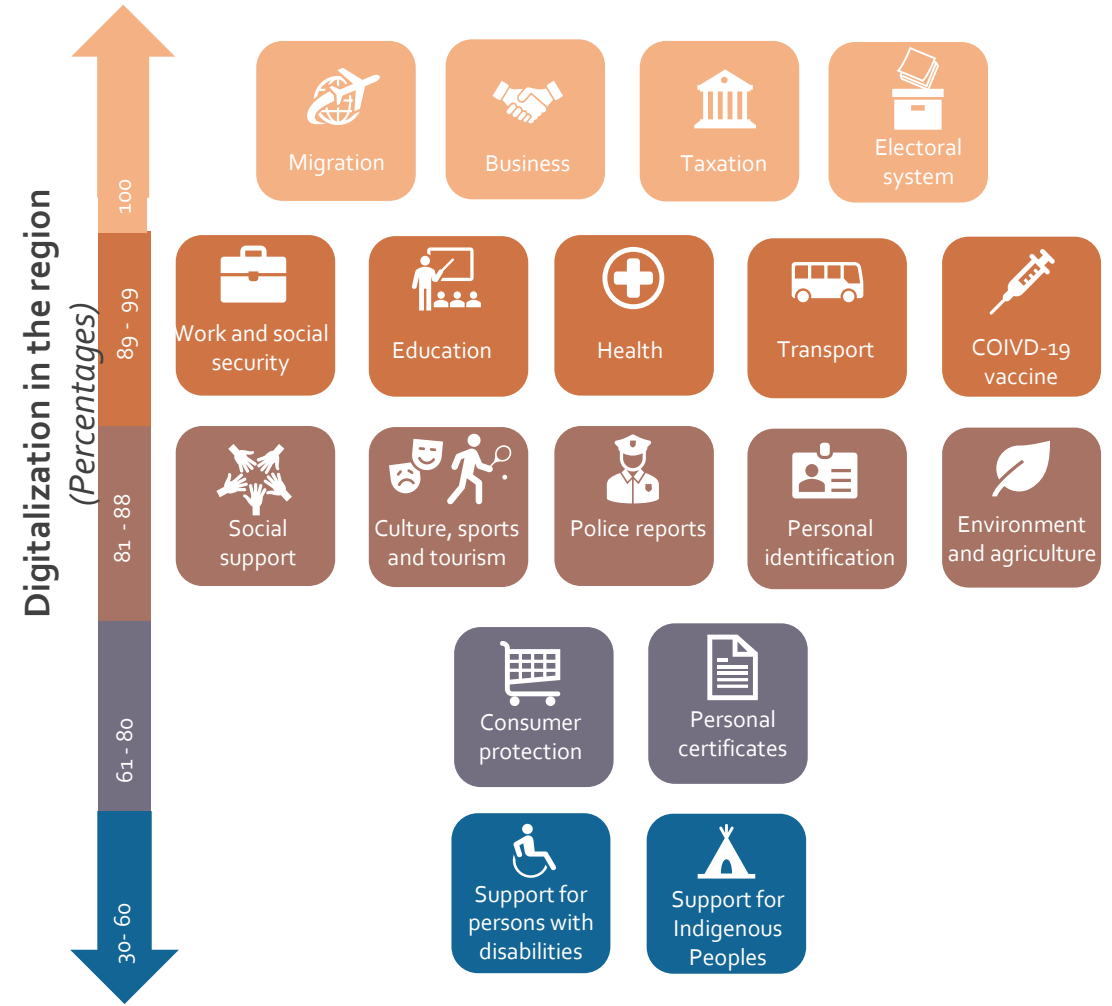 Digitalization in the region
(Percentages)
100
Migration
Business
Taxation
Electoral
system
89 - 99
Work and social
security
Education
Health
Transport
COIVD-19
vaccine
81 - 88
Social
support
Culture, sports
and tourism
Police reports
Personal
identification
Environment
and agriculture
61 - 80
Consumer
protection
Personal
certificates
30- 60
Support for
persons with
disabilities
Support for
Indigenous
Peoples